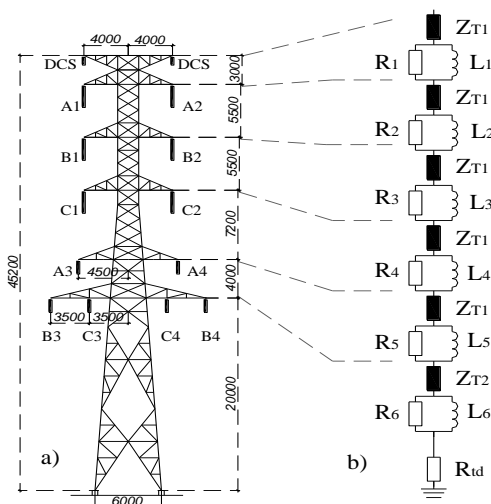 4000 4000
DCS DCS
3000
A1 A2
5500
B1 B2
5500
C1 C2
7200
A3 4500 A4
4000
3500 3500
B3 C3 C4 B4
45200
20000
a)
6000
ZT1
R1 L1
ZT1
R2 L2
ZT1
R3 L3
ZT1
R4 L4
ZT1
R5 L5
ZT2
R6 L6
b)
Rtd